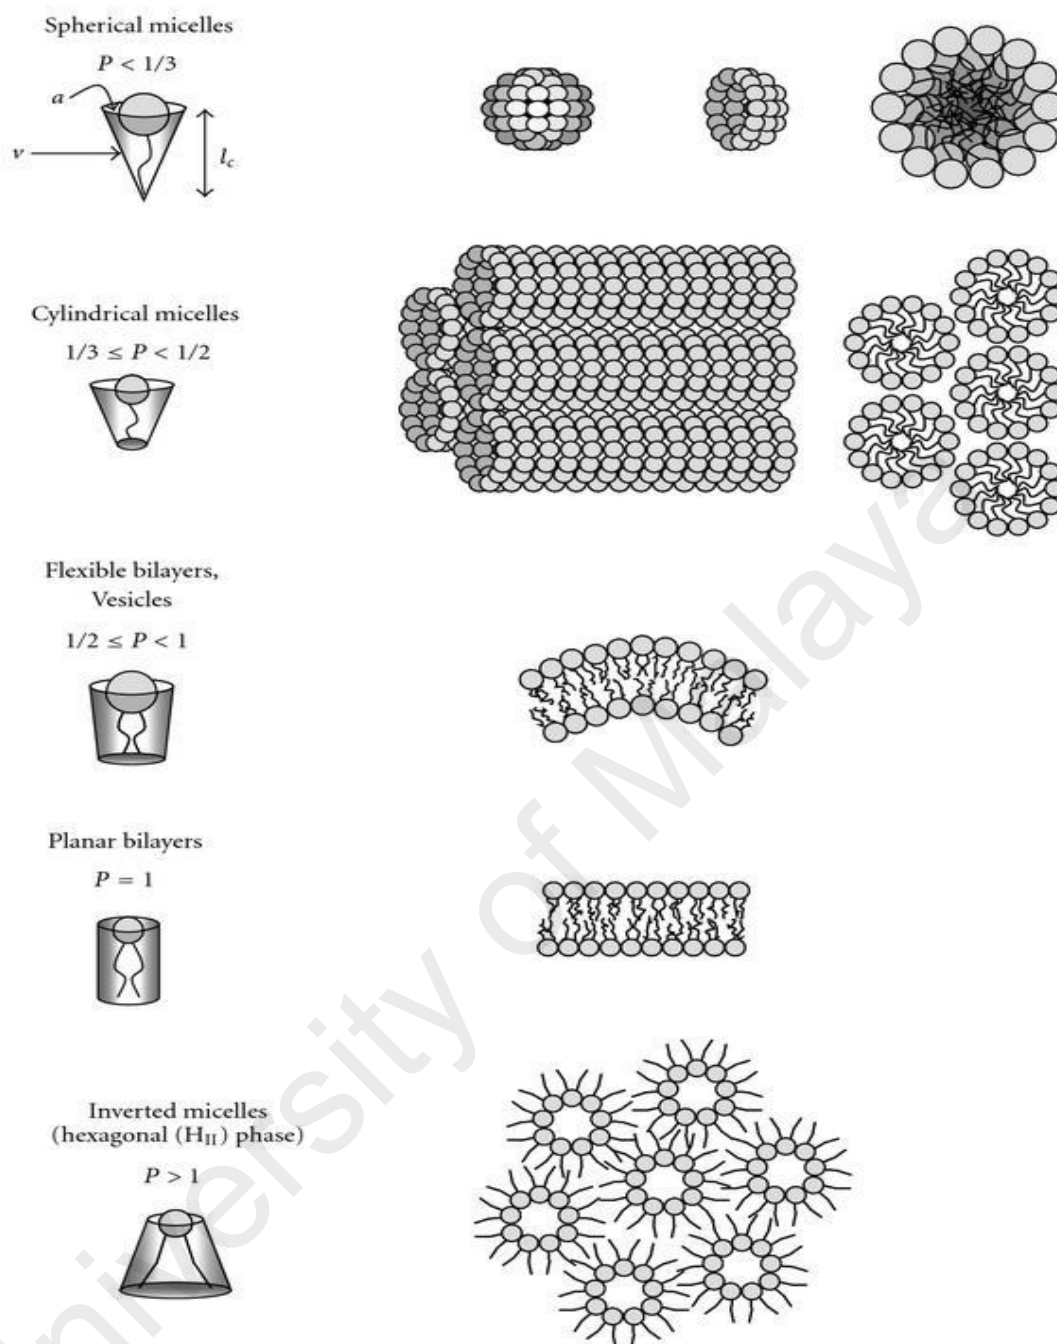 Spherical micelles
P < 1/3
a
v
l_c
Cylindrical micelles
1/3 ≤ P < 1/2
Flexible bilayers,
Vesicles
1/2 ≤ P < 1
Planar bilayers
P = 1
Inverted micelles
(hexagonal (H_II) phase)
P > 1
University of Malaya